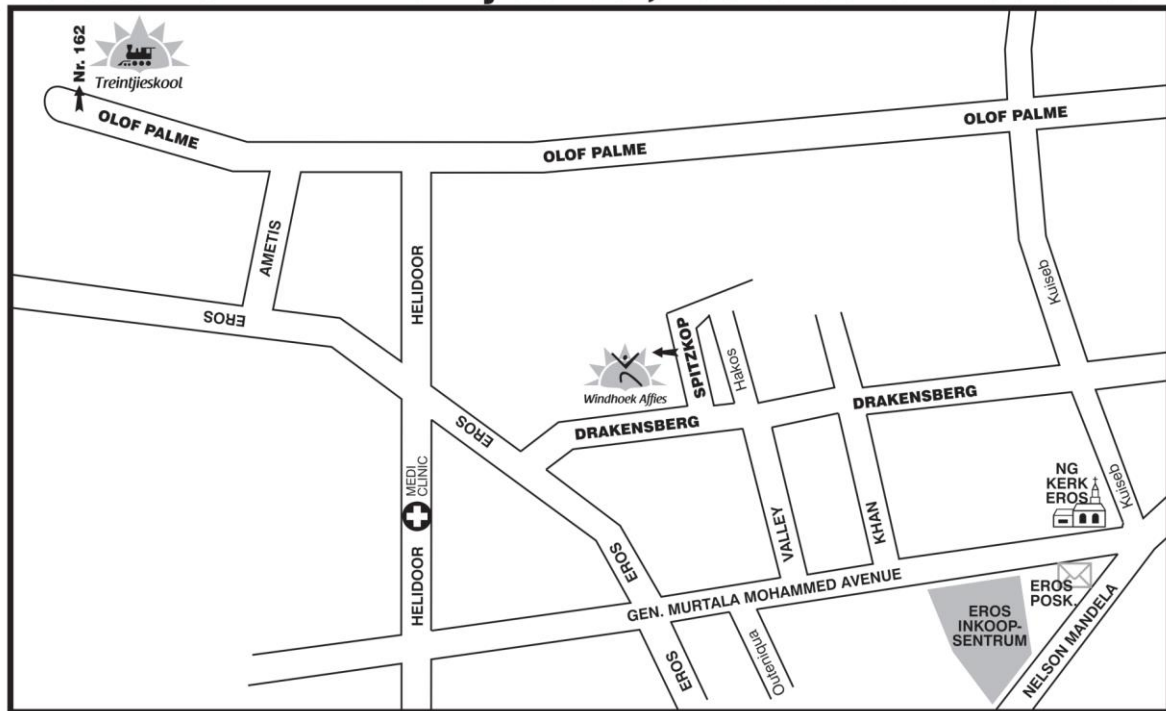 Nr. 162
Treintjieskool
OLOF PALME
OLOF PALME
OLOF PALME
AMETIS
HELIDOOR
EROS
Kuiseb
SPITZKOP
Hakos
Windhoek Affies
DRAKENSBERG
DRAKENSBERG
EROS
MEDI
CLINIC
NG
KERK
EROS
Kuiseb
VALLEY
KHAN
HELIDOOR
EROS
GEN. MURTALA MOHAMMED AVENUE
EROS
POSK.
EROS
INKOOP-
SENTRUM
NELSON MANDELA
Outeniqua
EROS